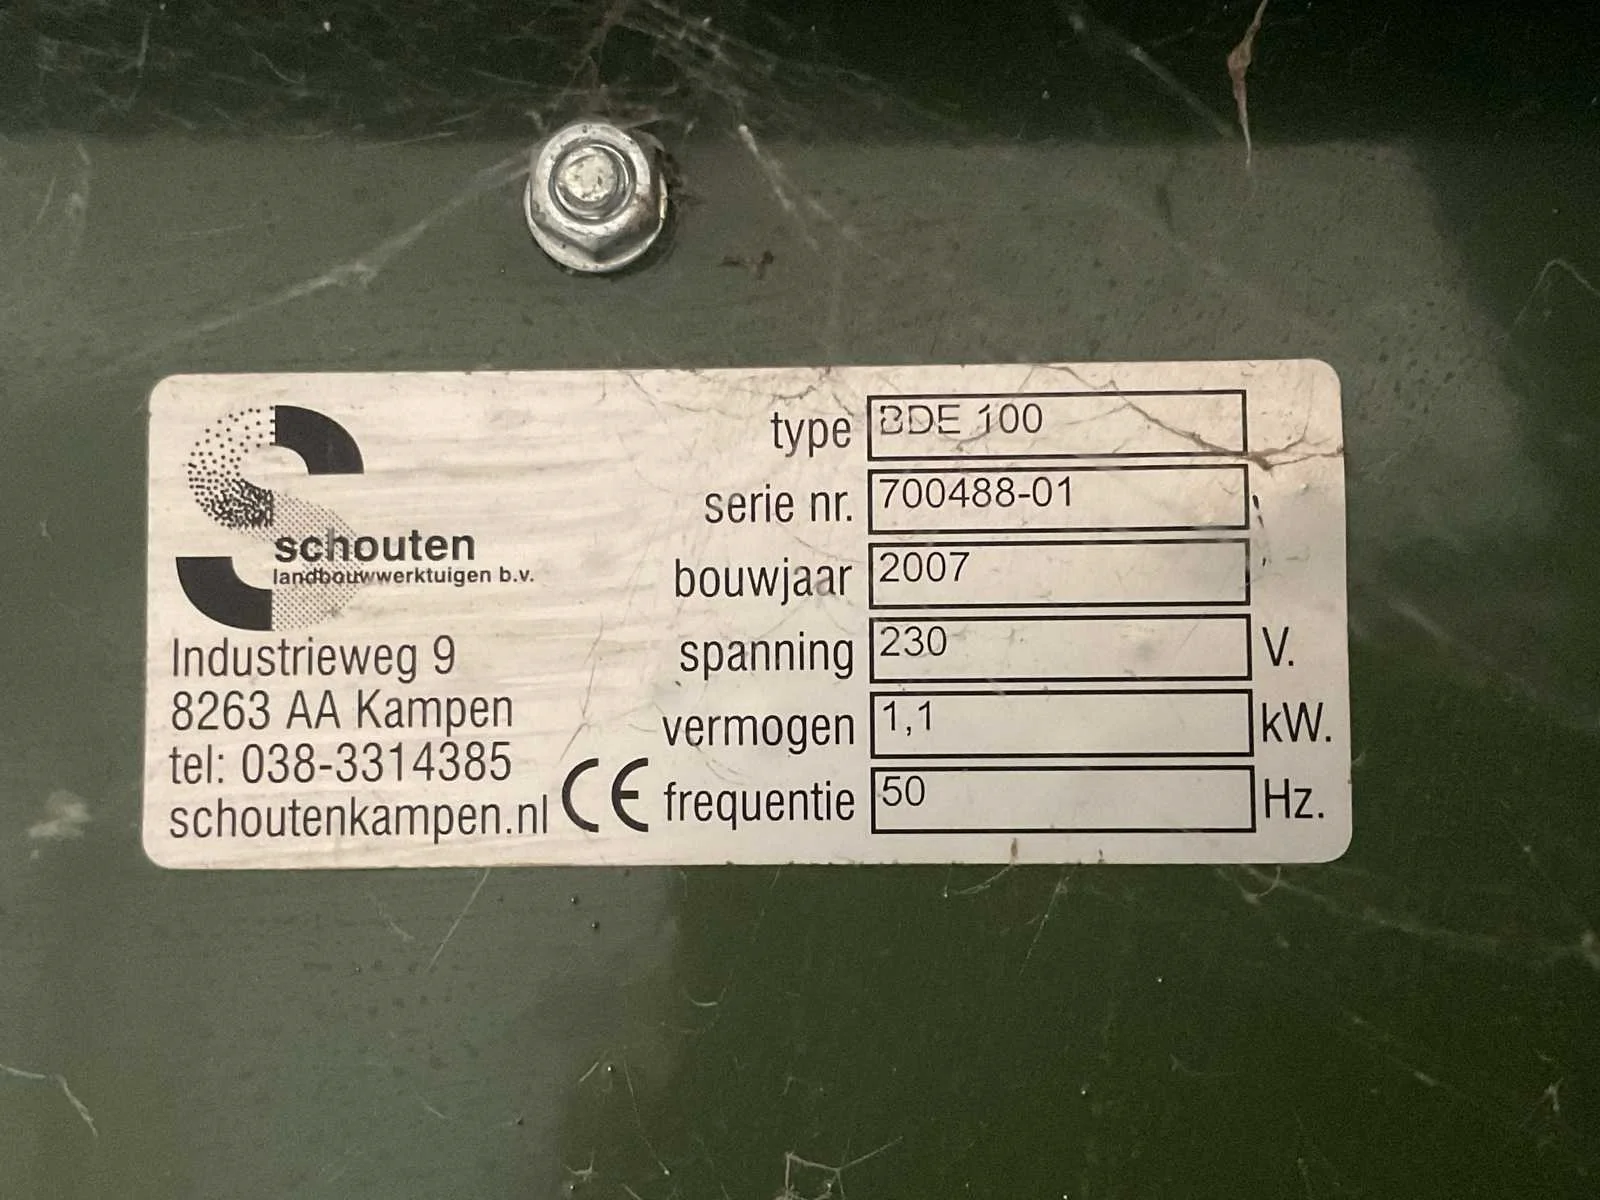 schouten
landbouwwerktuigen b.v.
Industrieweg 9
8263 AA Kampen
tel: 038-3314385
schoutenkampen.nl
CE
type BDE 100
serie nr. 700488-01
bouwjaar 2007
spanning 230 V.
vermogen 1,1 kW.
frequentie 50 Hz.